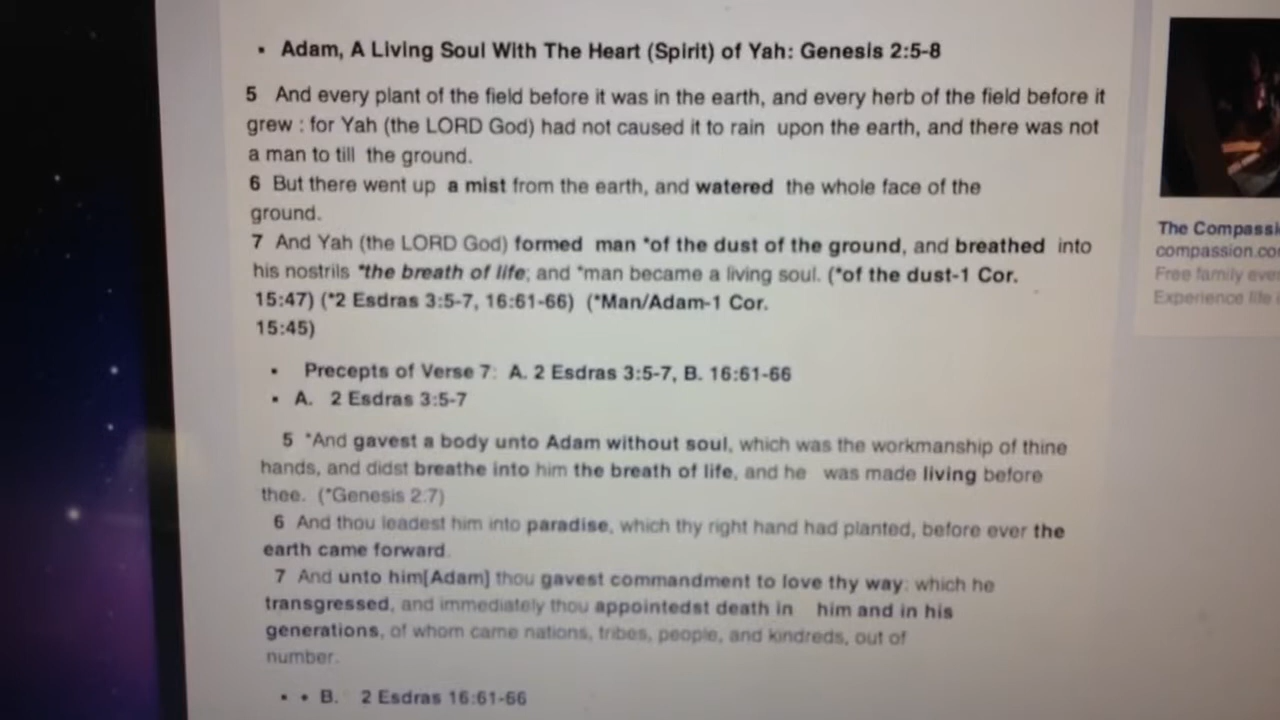 ▪ Adam, A Living Soul With The Heart (Spirit) of Yah: Genesis 2:5-8
5 And every plant of the field before it was in the earth, and every herb of the field before it
grew : for Yah (the LORD God) had not caused it to rain upon the earth, and there was not
a man to till the ground.
6 But there went up a mist from the earth, and watered the whole face of the
ground.
7 And Yah (the LORD God) formed man *of the dust of the ground, and breathed into
his nostrils *the breath of life; and *man became a living soul. (*of the dust-1 Cor.
15:47) (*2 Esdras 3:5-7, 16:61-66) (*Man/Adam-1 Cor.
15:45)
▪ Precepts of Verse 7: A. 2 Esdras 3:5-7, B. 16:61-66
▪ A. 2 Esdras 3:5-7
5 *And gavest a body unto Adam without soul, which was the workmanship of thine
hands, and didst breathe into him the breath of life, and he was made living before
thee. (*Genesis 2:7)
6 And thou leadest him into paradise, which thy right hand had planted, before ever the
earth came forward.
7 And unto him[Adam] thou gavest commandment to love thy way: which he
transgressed, and immediately thou appointedst death in him and in his
generations, of whom came nations, tribes, people, and kindreds, out of
number.
▪ ▪ B. 2 Esdras 16:61-66
The Compassi
compassion.co
Free family eve
Experience life i